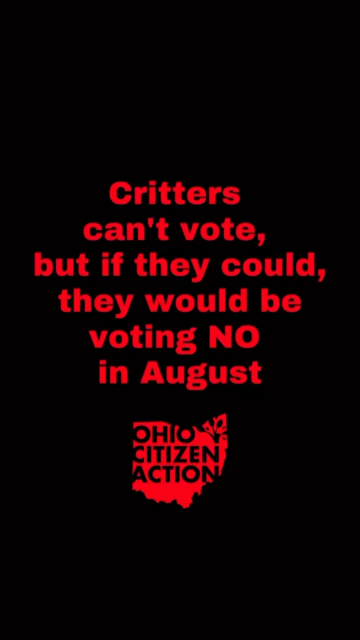 Critters
can't vote,
but if they could,
they would be
voting NO
in August
OHIO
CITIZEN
ACTION